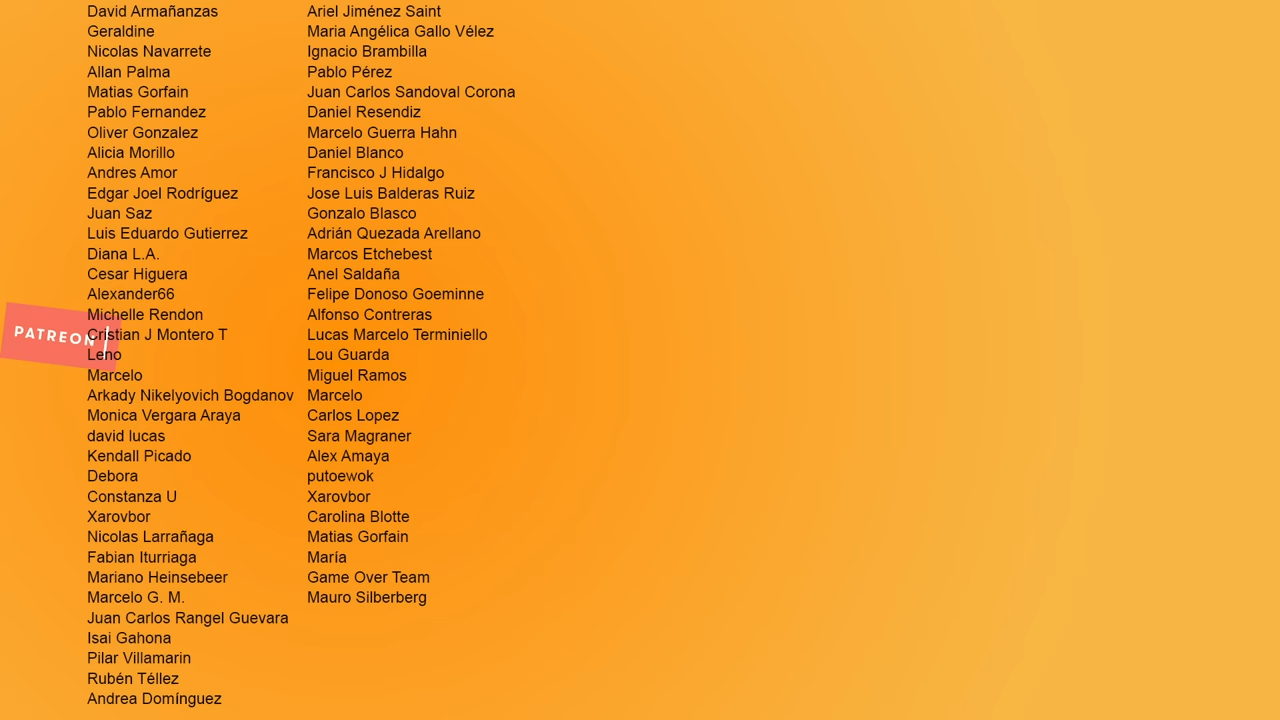 David Armañanzas
Geraldine
Nicolas Navarrete
Allan Palma
Matias Gorfain
Pablo Fernandez
Oliver Gonzalez
Alicia Morillo
Andres Amor
Edgar Joel Rodríguez
Juan Saz
Luis Eduardo Gutierrez
Diana L.A.
Cesar Higuera
Alexander66
Michelle Rendon
Cristian J Montero T
Leno
Marcelo
Arkady Nikelyovich Bogdanov
Monica Vergara Araya
david lucas
Kendall Picado
Debora
Constanza U
Xarovbor
Nicolas Larrañaga
Fabian Iturriaga
Mariano Heinsebeer
Marcelo G. M.
Juan Carlos Rangel Guevara
Isai Gahona
Pilar Villamarin
Rubén Téllez
Andrea Domínguez
Ariel Jiménez Saint
Maria Angélica Gallo Vélez
Ignacio Brambilla
Pablo Pérez
Juan Carlos Sandoval Corona
Daniel Resendiz
Marcelo Guerra Hahn
Daniel Blanco
Francisco J Hidalgo
Jose Luis Balderas Ruiz
Gonzalo Blasco
Adrián Quezada Arellano
Marcos Etchebest
Anel Saldaña
Felipe Donoso Goeminne
Alfonso Contreras
Lucas Marcelo Terminiello
Lou Guarda
Miguel Ramos
Marcelo
Carlos Lopez
Sara Magraner
Alex Amaya
putoewok
Xarovbor
Carolina Blotte
Matias Gorfain
María
Game Over Team
Mauro Silberberg
PATREON